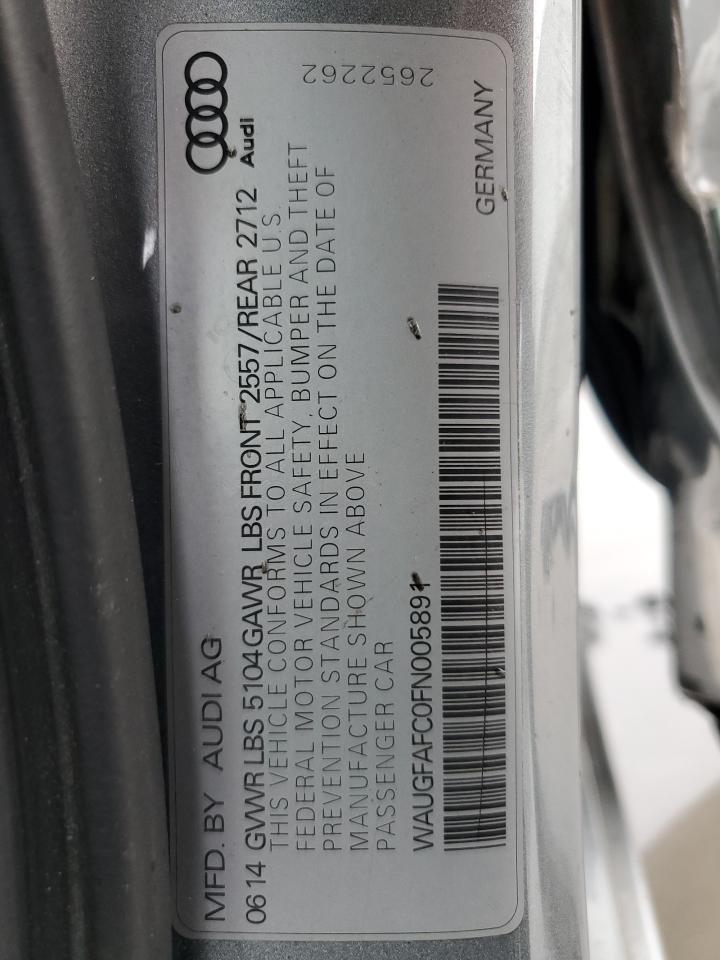 MFD. BY AUDI AG
Audi
0614 GVWR LBS 5104 GAWR LBS FRONT 2557/REAR 2712
THIS VEHICLE CONFORMS TO ALL APPLICABLE U.S.
FEDERAL MOTOR VEHICLE SAFETY, BUMPER AND THEFT
PREVENTION STANDARDS IN EFFECT ON THE DATE OF
MANUFACTURE SHOWN ABOVE
PASSENGER CAR
2652262
WAUGFAFC0FN005891
GERMANY